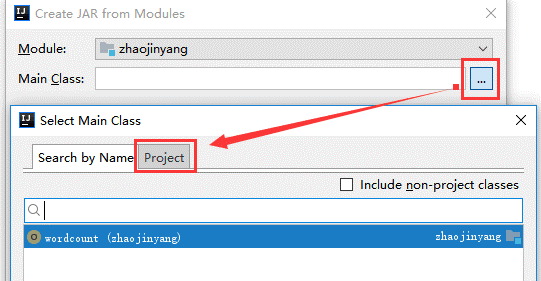 Create JAR from Modules
Module: zhaojinyang
Main Class: ...
Select Main Class
Search by Name Project
Include non-project classes
wordcount (zhaojinyang) zhaojinyang